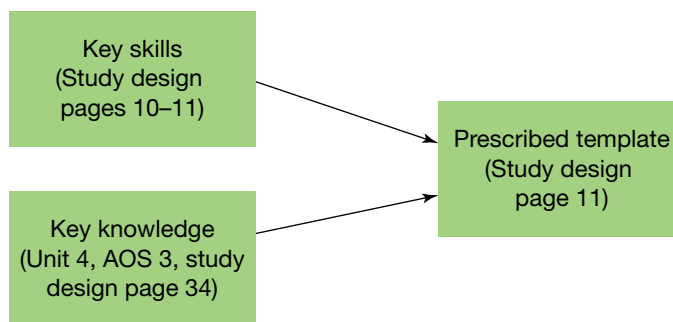 Key skills
(Study design
pages 10–11)
Prescribed template
(Study design
page 11)
Key knowledge
(Unit 4, AOS 3, study
design page 34)